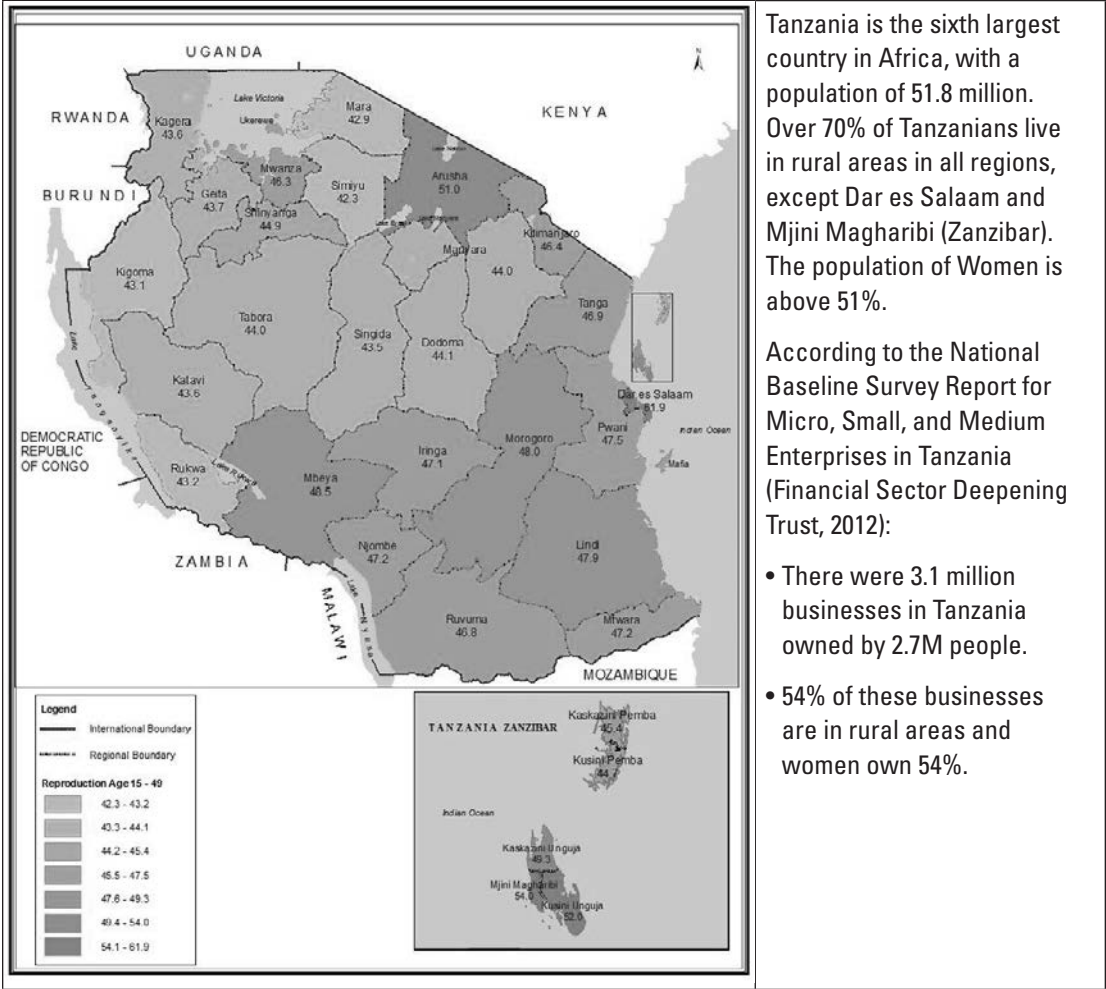 UGANDA
N
Lake Victoria
Ukerewe
KENYA
RWANDA
Kagera
43.6
Mara
42.9
BURUNDI
Geita
43.7
Mwanza
46.3
Simiyu
42.3
Arusha
51.0
Shinyanga
44.9
Kilimanjaro
46.4
Kigoma
43.1
44.0
Tabora
44.0
Singida
43.5
Dodoma
44.1
Tanga
46.9
Katavi
43.6
Lake Tanganyika
Dar es Salaam
61.9
DEMOCRATIC
REPUBLIC
OF CONGO
Rukwa
43.2
Lake Rukwa
Mbeya
48.5
Iringa
47.1
Morogoro
48.0
Pwani
47.5
Indian Ocean
Mafia
ZAMBIA
Njombe
47.2
Lindi
47.9
Lake Nyasa
MALAWI
Ruvuma
46.8
Mtwara
47.2
MOZAMBIQUE
Legend
International Boundary
Regional Boundary
Reproduction Age 15 - 49
42.3 - 43.2
43.3 - 44.1
44.2 - 45.4
45.5 - 47.5
47.6 - 49.3
49.4 - 54.0
54.1 - 61.9
TANZANIA ZANZIBAR
Kaskazini Pemba
45.4
Kusini Pemba
44.7
Indian Ocean
Kaskazini Unguja
49.3
Mjini Magharibi
54.0
Kusini Unguja
52.0
Tanzania is the sixth largest
country in Africa, with a
population of 51.8 million.
Over 70% of Tanzanians live
in rural areas in all regions,
except Dar es Salaam and
Mjini Magharibi (Zanzibar).
The population of Women is
above 51%.
According to the National
Baseline Survey Report for
Micro, Small, and Medium
Enterprises in Tanzania
(Financial Sector Deepening
Trust, 2012):
• There were 3.1 million
businesses in Tanzania
owned by 2.7M people.
• 54% of these businesses
are in rural areas and
women own 54%.